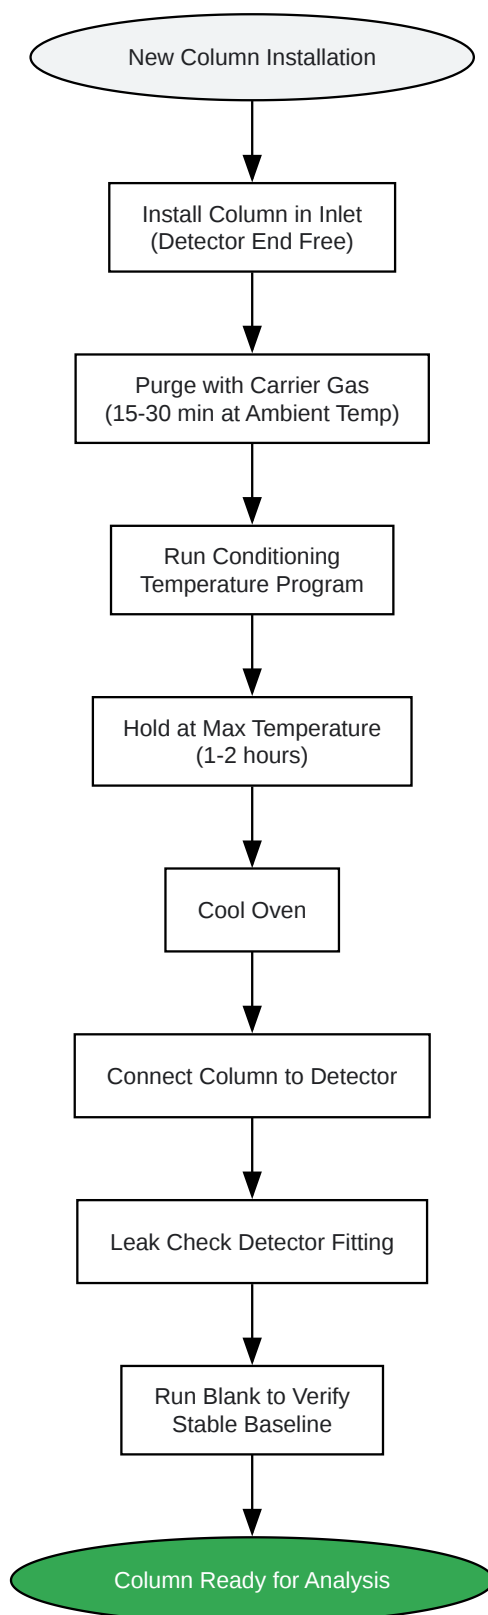 New Column Installation
Install Column in Inlet
(Detector End Free)
Purge with Carrier Gas
(15-30 min at Ambient Temp)
Run Conditioning
Temperature Program
Hold at Max Temperature
(1-2 hours)
Cool Oven
Connect Column to Detector
Leak Check Detector Fitting
Run Blank to Verify
Stable Baseline
Column Ready for Analysis